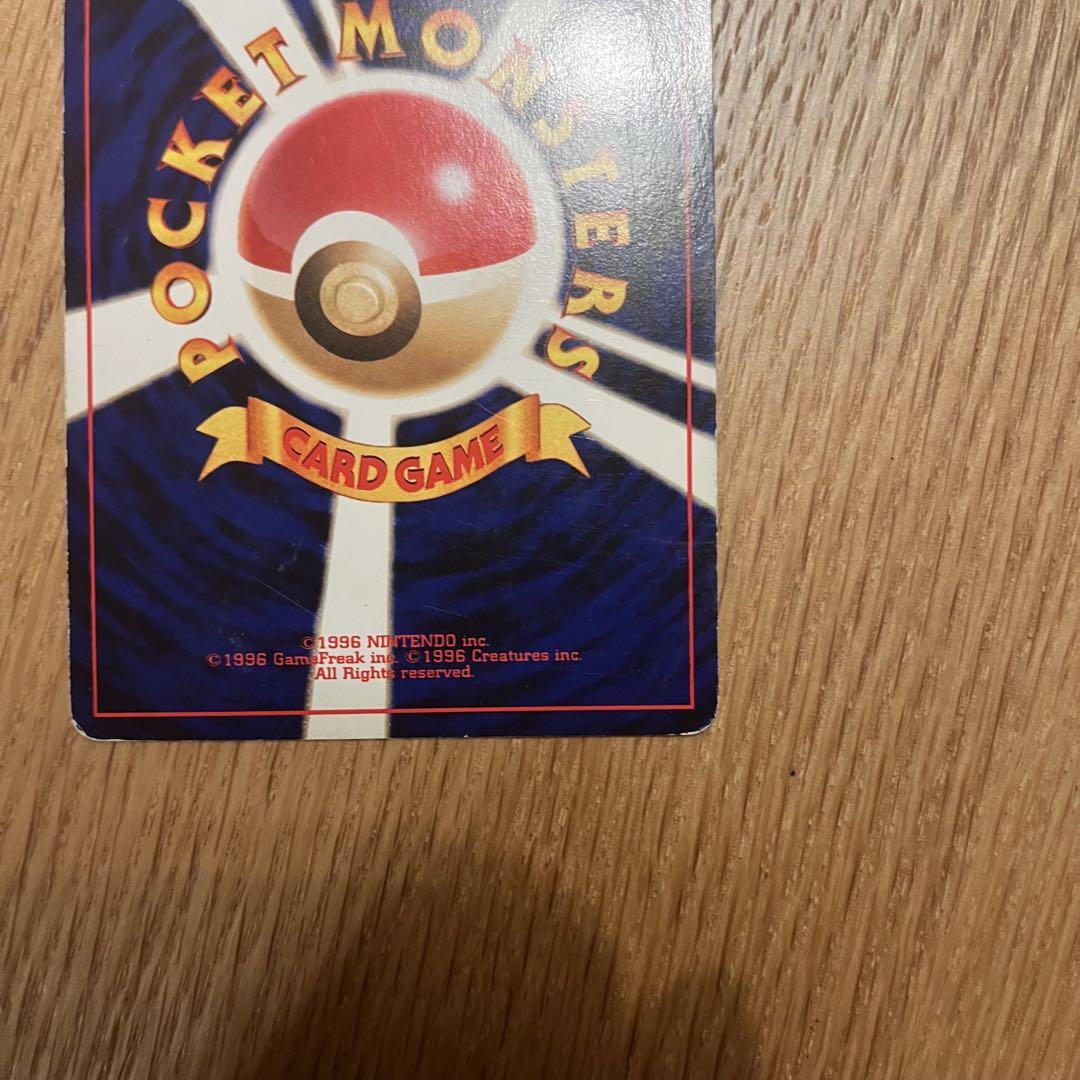 POCKET MONSTERS
CARD GAME
©1996 NINTENDO inc.
©1996 GameFreak inc. ©1996 Creatures inc.
All Rights reserved.